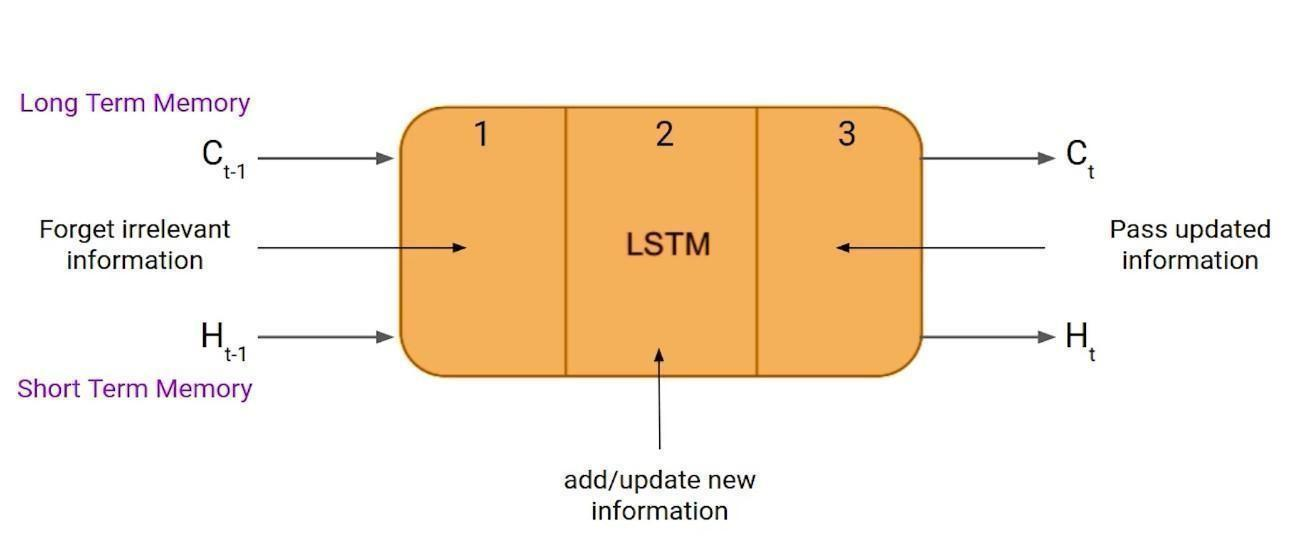 Long Term Memory
1
2
3
C t-1
C t
Forget irrelevant
information
LSTM
Pass updated
information
H t-1
H t
Short Term Memory
add/update new
information